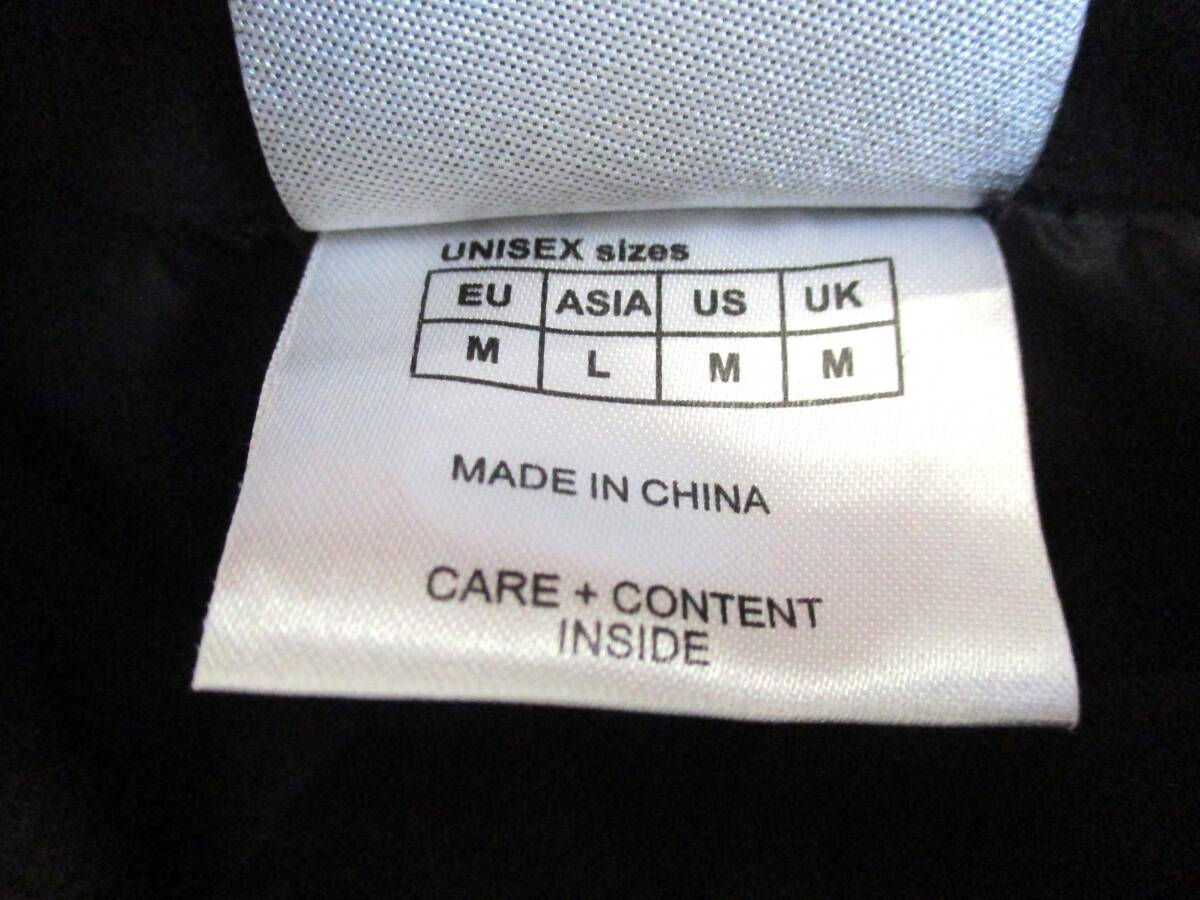 UNISEX sizes
EU ASIA US UK
M L M M
MADE IN CHINA
CARE + CONTENT
INSIDE